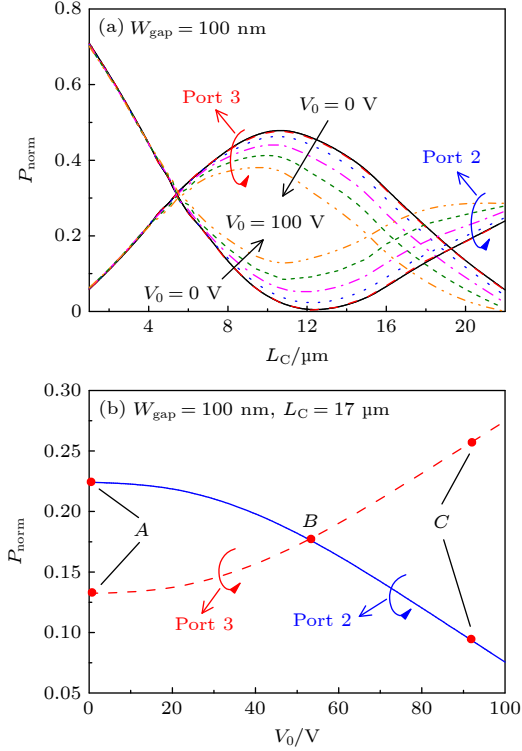 (a) W_gap = 100 nm
0.8
0.6
0.4
0.2
0
P_norm
Port 3
V_0 = 0 V
Port 2
V_0 = 100 V
V_0 = 0 V
4 8 12 16 20
L_C/µm
(b) W_gap = 100 nm, L_C = 17 µm
0.30
0.25
0.20
0.15
0.10
0.05
P_norm
A
B
C
Port 3
Port 2
0 20 40 60 80 100
V_0/V